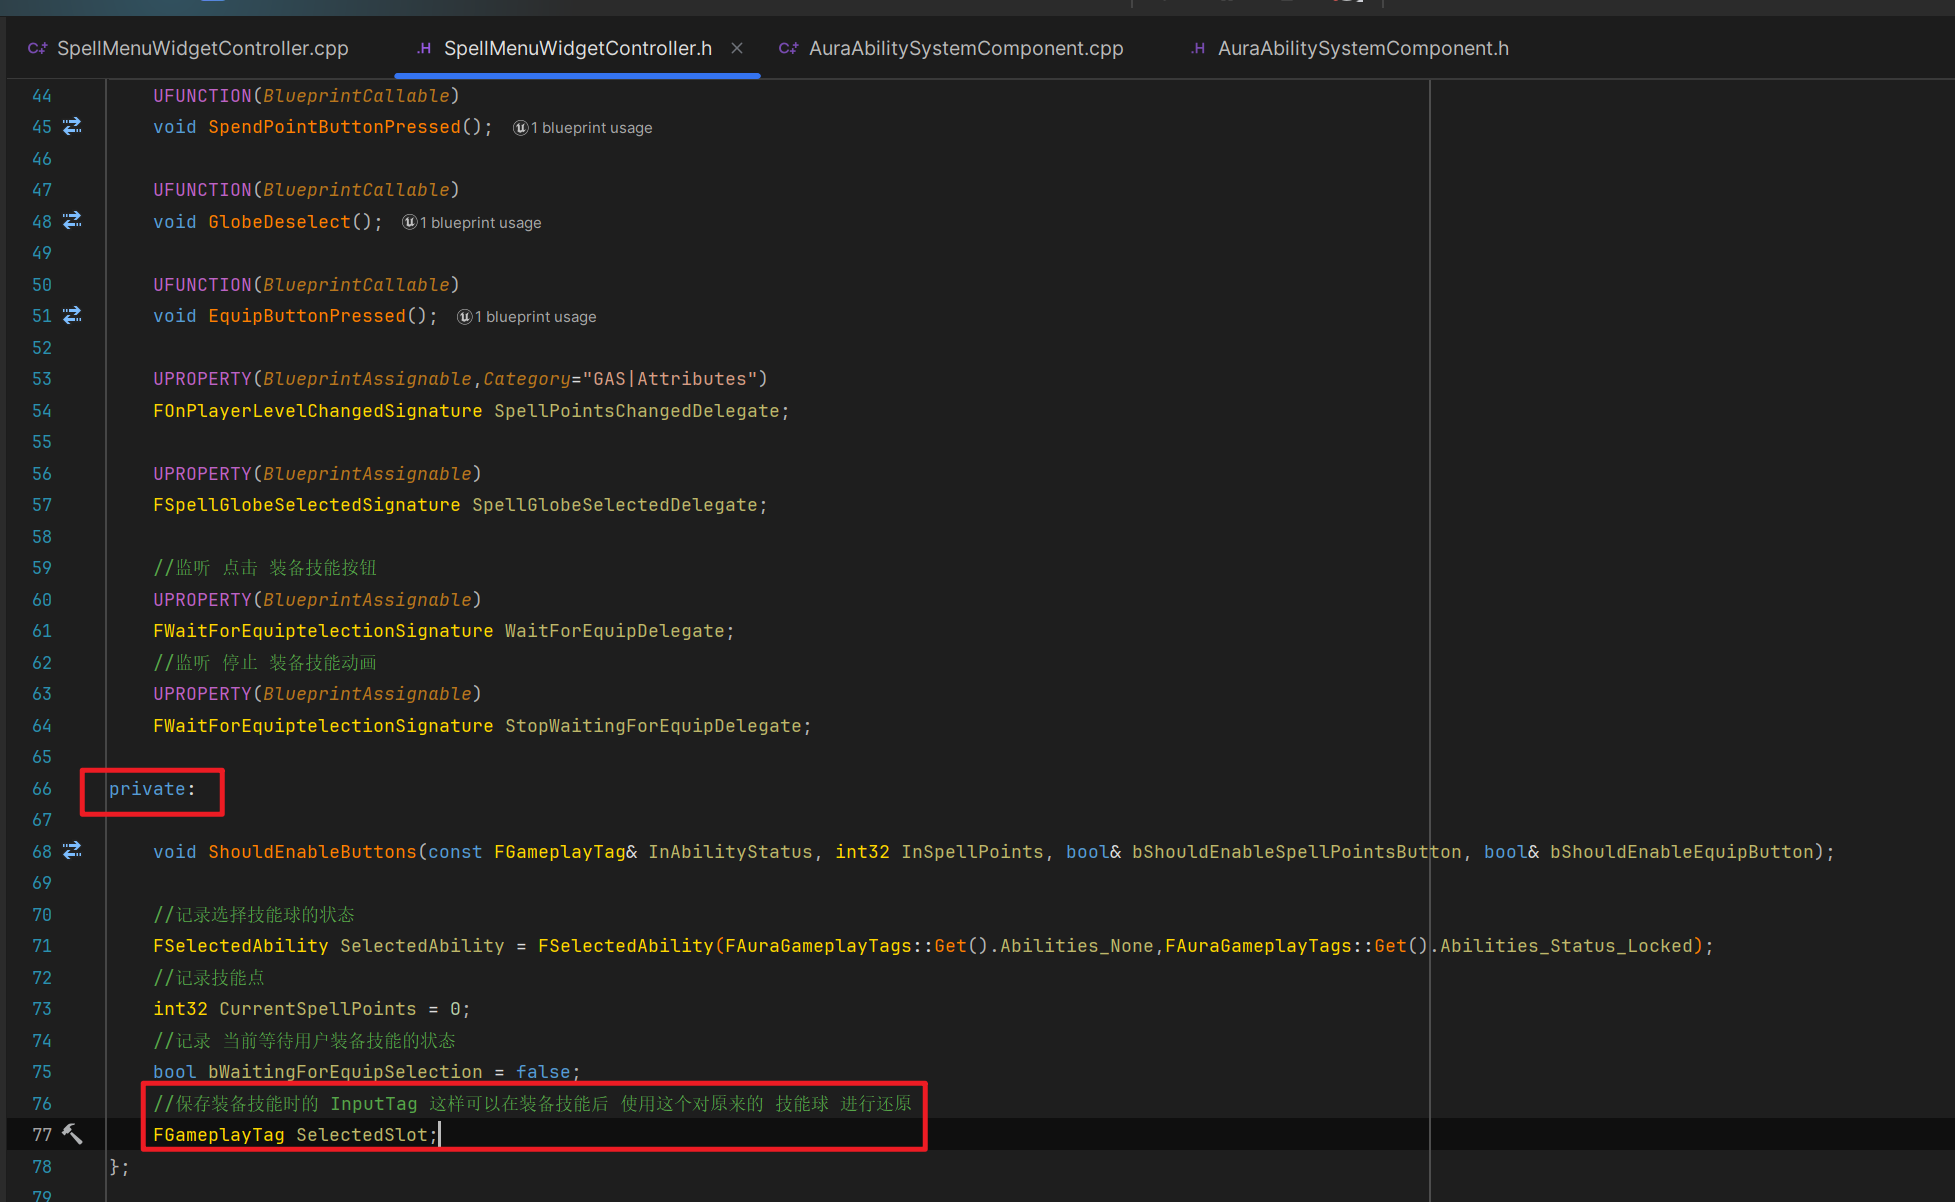 SpellMenuWidgetController.cpp .H SpellMenuWidgetController.h AuraAbilitySystemComponent.cpp .H AuraAbilitySystemComponent.h
44 UFUNCTION(BlueprintCallable)
45 void SpendPointButtonPressed(); 1 blueprint usage
46
47 UFUNCTION(BlueprintCallable)
48 void GlobeDeselect(); 1 blueprint usage
49
50 UFUNCTION(BlueprintCallable)
51 void EquipButtonPressed(); 1 blueprint usage
52
53 UPROPERTY(BlueprintAssignable,Category="GAS|Attributes")
54 FOnPlayerLevelChangedSignature SpellPointsChangedDelegate;
55
56 UPROPERTY(BlueprintAssignable)
57 FSpellGlobeSelectedSignature SpellGlobeSelectedDelegate;
58
59 //监听 点击 装备技能按钮
60 UPROPERTY(BlueprintAssignable)
61 FWaitForEquiptelectionSignature WaitForEquipDelegate;
62 //监听 停止 装备技能动画
63 UPROPERTY(BlueprintAssignable)
64 FWaitForEquiptelectionSignature StopWaitingForEquipDelegate;
65
66 private:
67
68 void ShouldEnableButtons(const FGameplayTag& InAbilityStatus, int32 InSpellPoints, bool& bShouldEnableSpellPointsButton, bool& bShouldEnableEquipButton);
69
70 //记录选择技能球的状态
71 FSelectedAbility SelectedAbility = FSelectedAbility(FAuraGameplayTags::Get().Abilities_None,FAuraGameplayTags::Get().Abilities_Status_Locked);
72 //记录技能点
73 int32 CurrentSpellPoints = 0;
74 //记录 当前等待用户装备技能的状态
75 bool bWaitingForEquipSelection = false;
76 //保存装备技能时的 InputTag 这样可以在装备技能后 使用这个对原来的 技能球 进行还原
77 FGameplayTag SelectedSlot;
78 };
79